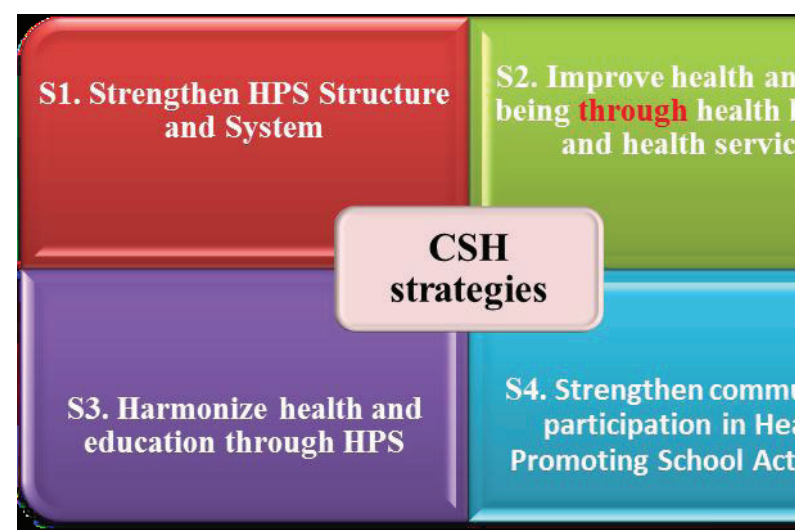 S1. Strengthen HPS Structure
and System
S2. Improve health an
being through health
and health servic
CSH
strategies
S3. Harmonize health and
education through HPS
S4. Strengthen commu
participation in Hea
Promoting School Act